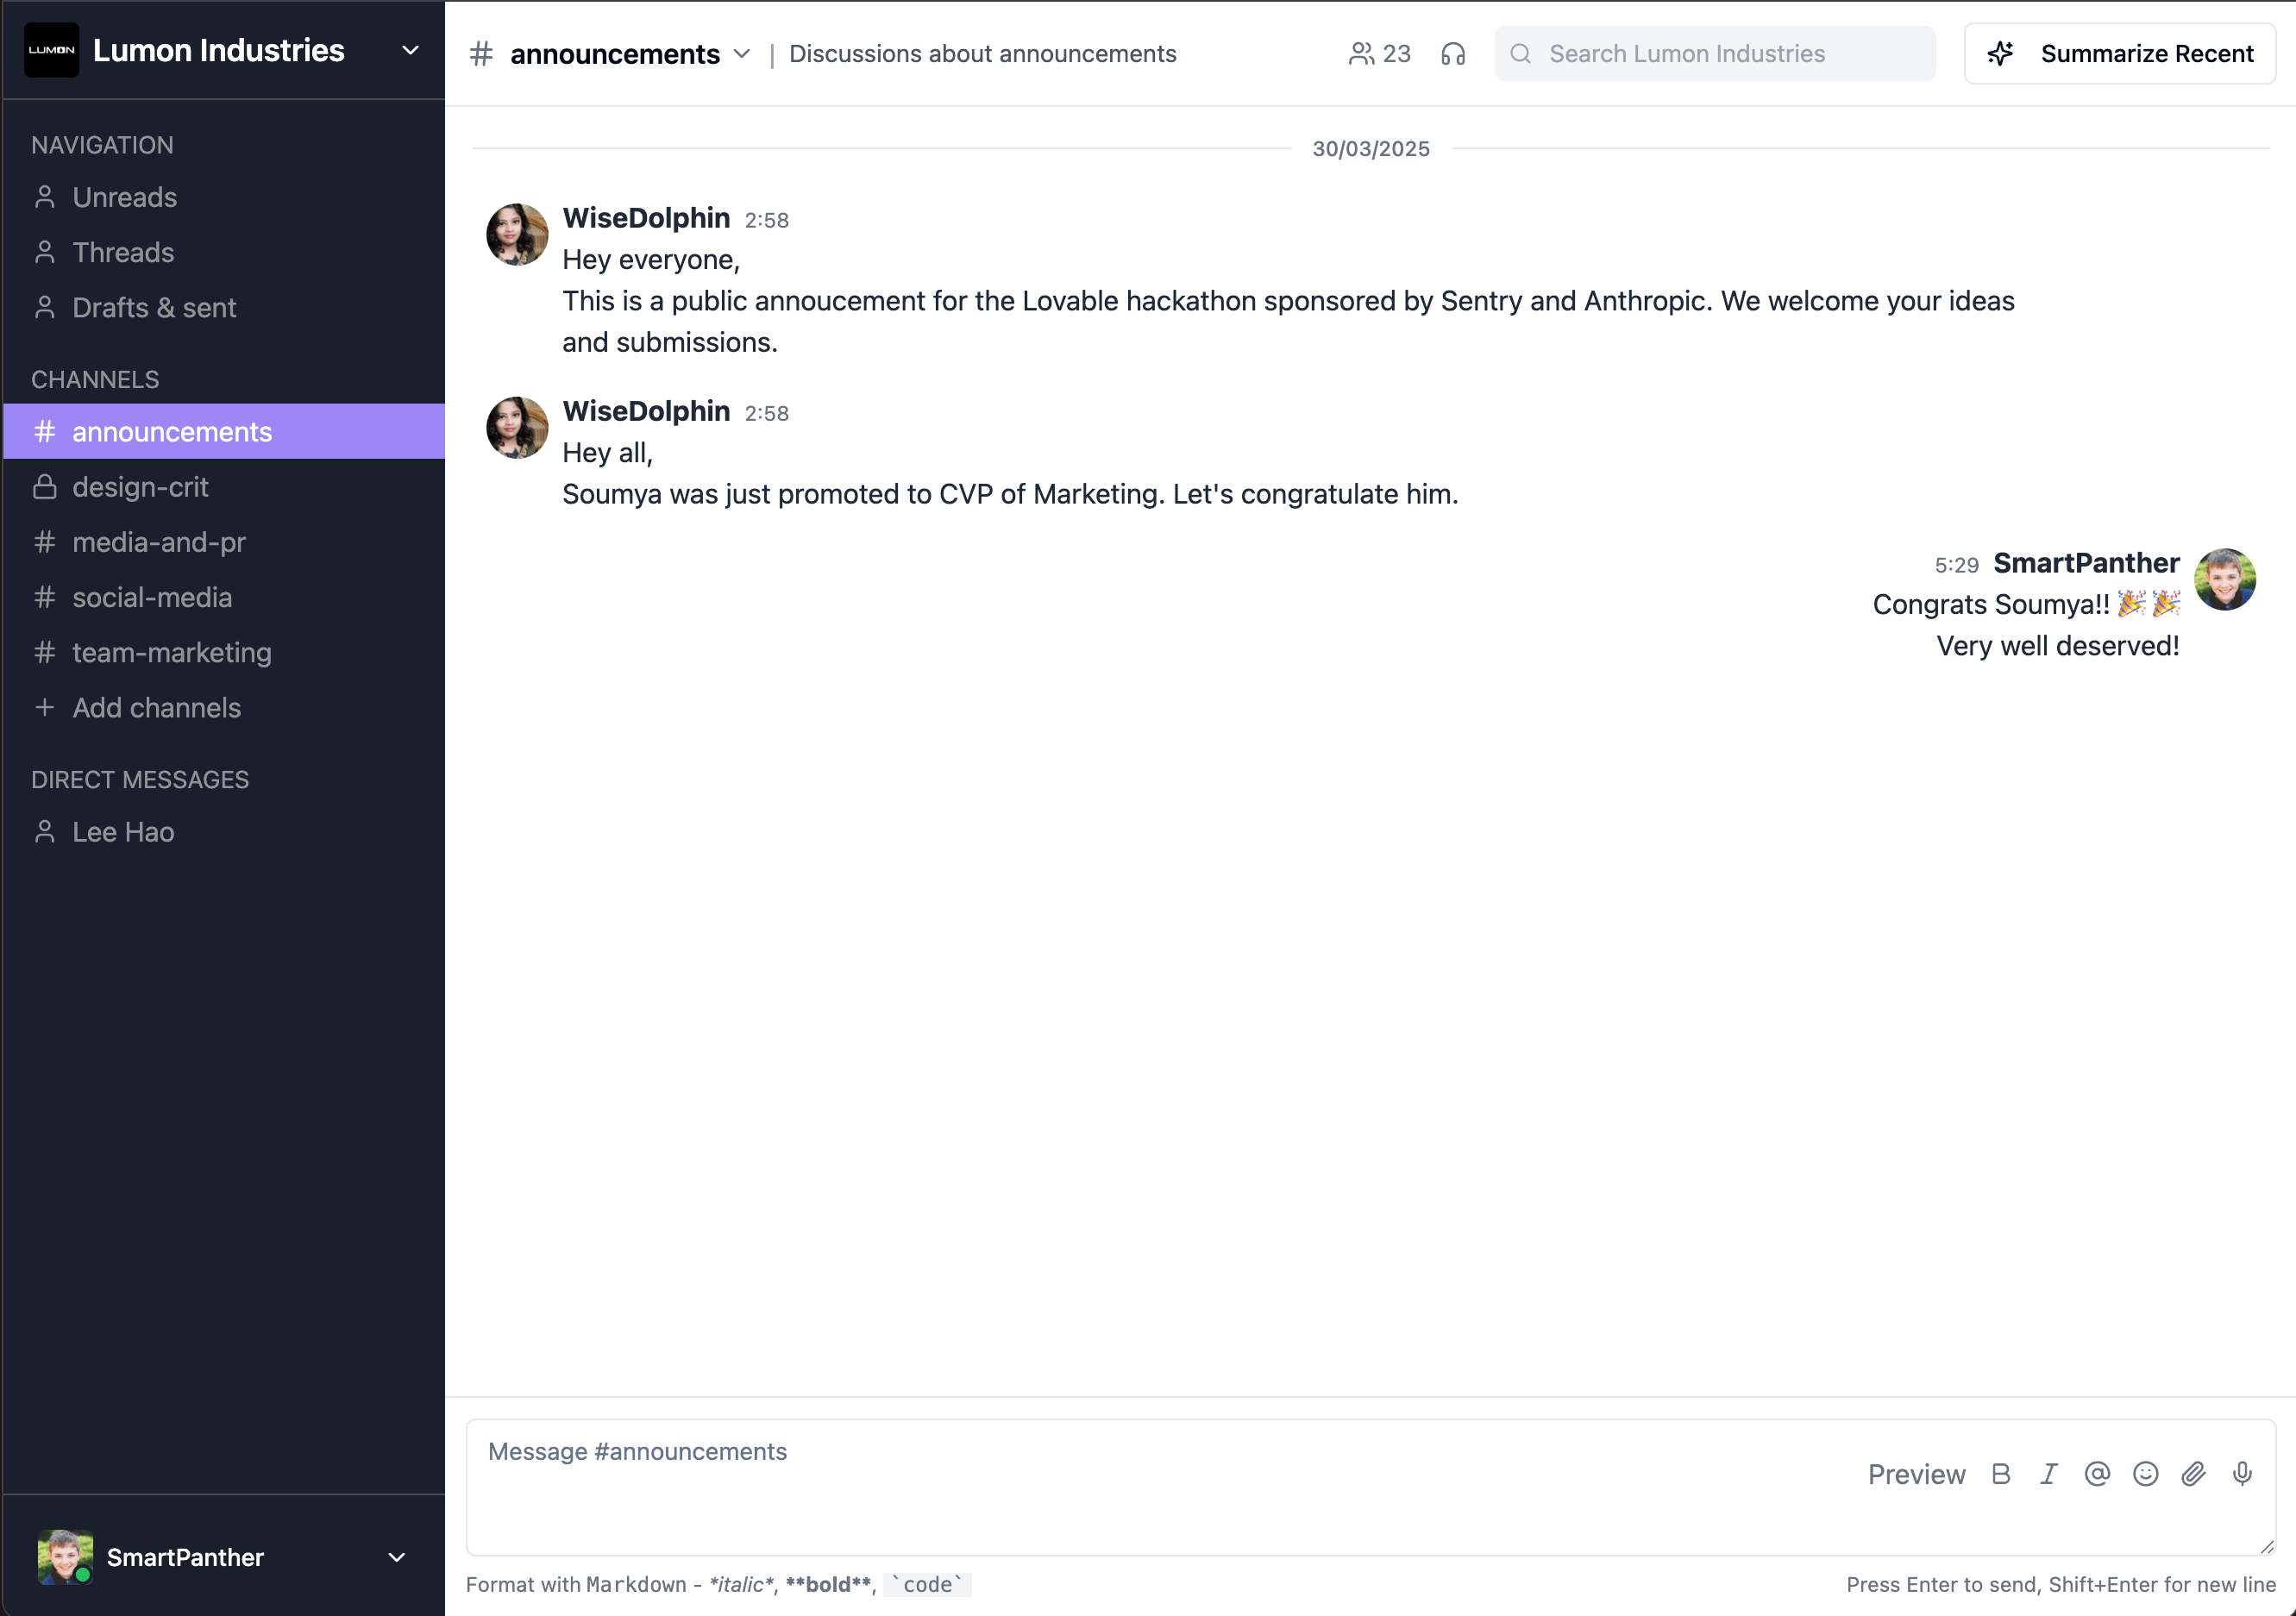 LUMON
Lumon Industries
NAVIGATION
Unreads
Threads
Drafts & sent
CHANNELS
# announcements
design-crit
# media-and-pr
# social-media
# team-marketing
+ Add channels
DIRECT MESSAGES
Lee Hao
SmartPanther
# announcements | Discussions about announcements
23
Search Lumon Industries
Summarize Recent
30/03/2025
WiseDolphin 2:58
Hey everyone,
This is a public annoucement for the Lovable hackathon sponsored by Sentry and Anthropic. We welcome your ideas
and submissions.
WiseDolphin 2:58
Hey all,
Soumya was just promoted to CVP of Marketing. Let's congratulate him.
5:29 SmartPanther
Congrats Soumya!! 🎉🎉
Very well deserved!
Message #announcements
Preview B I @
Format with Markdown - *italic*, **bold**, `code`
Press Enter to send, Shift+Enter for new line